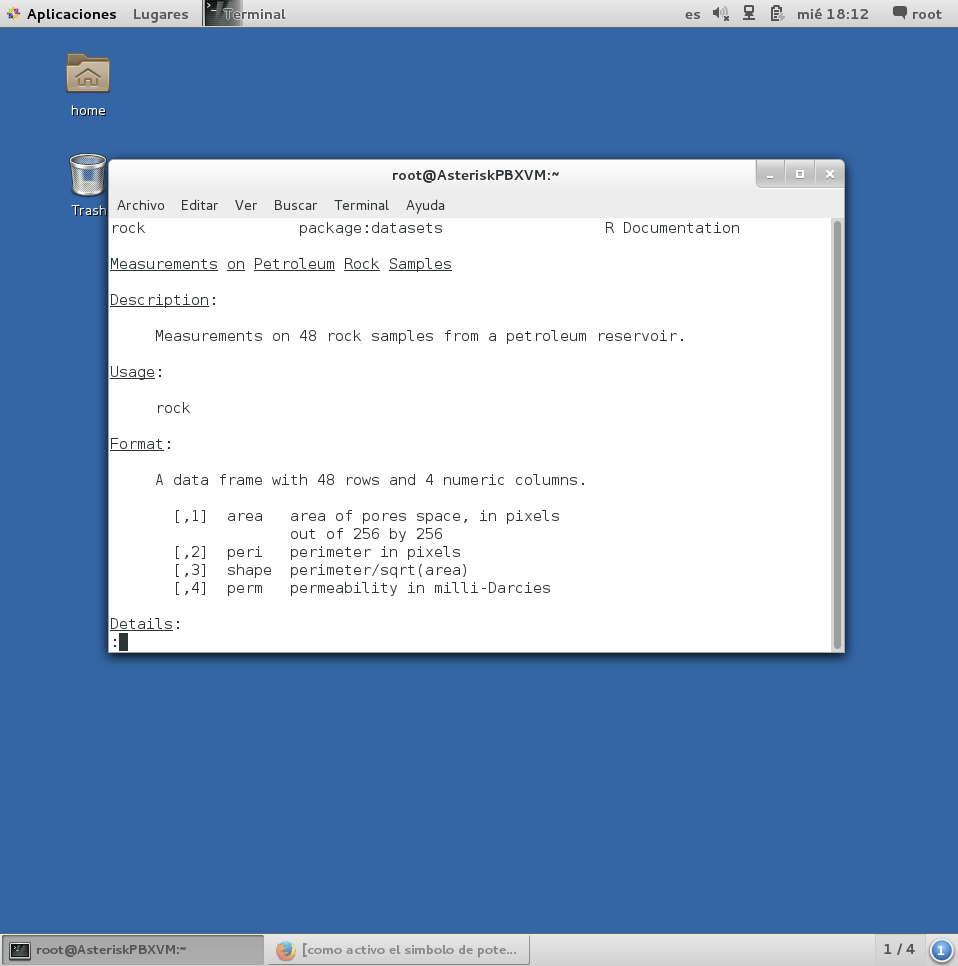 Aplicaciones Lugares Terminal es mié 18:12 root
home
Trash
root@AsteriskPBXVM:~
Archivo Editar Ver Buscar Terminal Ayuda
rock package:datasets R Documentation
Measurements on Petroleum Rock Samples
Description:
Measurements on 48 rock samples from a petroleum reservoir.
Usage:
rock
Format:
A data frame with 48 rows and 4 numeric columns.
[,1] area area of pores space, in pixels
out of 256 by 256
[,2] peri perimeter in pixels
[,3] shape perimeter/sqrt(area)
[,4] perm permeability in milli-Darcies
Details:
:
root@AsteriskPBXVM:~ [como activo el simbolo de pote... 1 / 4 1